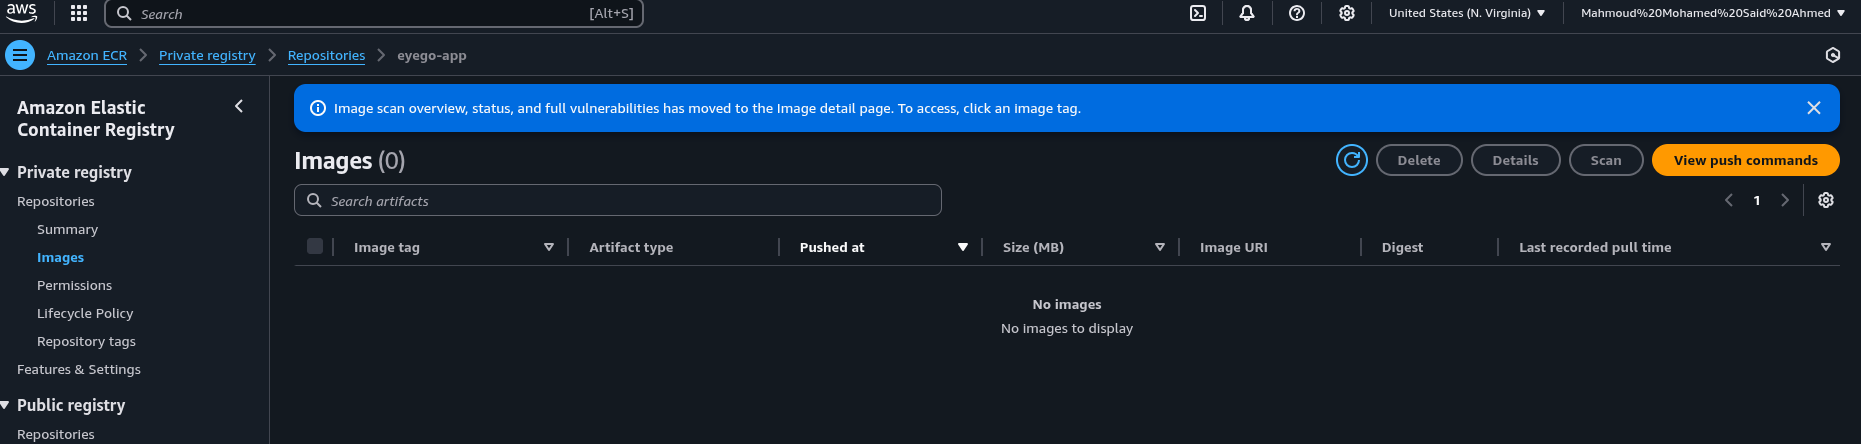 aws
Search
[Alt+S]
United States (N. Virginia)
Mahmoud%20Mohamed%20Said%20Ahmed
Amazon ECR
Private registry
Repositories
eyego-app
Amazon Elastic
Container Registry
Private registry
Repositories
Summary
Images
Permissions
Lifecycle Policy
Repository tags
Features & Settings
Public registry
Repositories
Image scan overview, status, and full vulnerabilities has moved to the Image detail page. To access, click an image tag.
Images (0)
Delete
Details
Scan
View push commands
Search artifacts
1
Image tag
Artifact type
Pushed at
Size (MB)
Image URI
Digest
Last recorded pull time
No images
No images to display